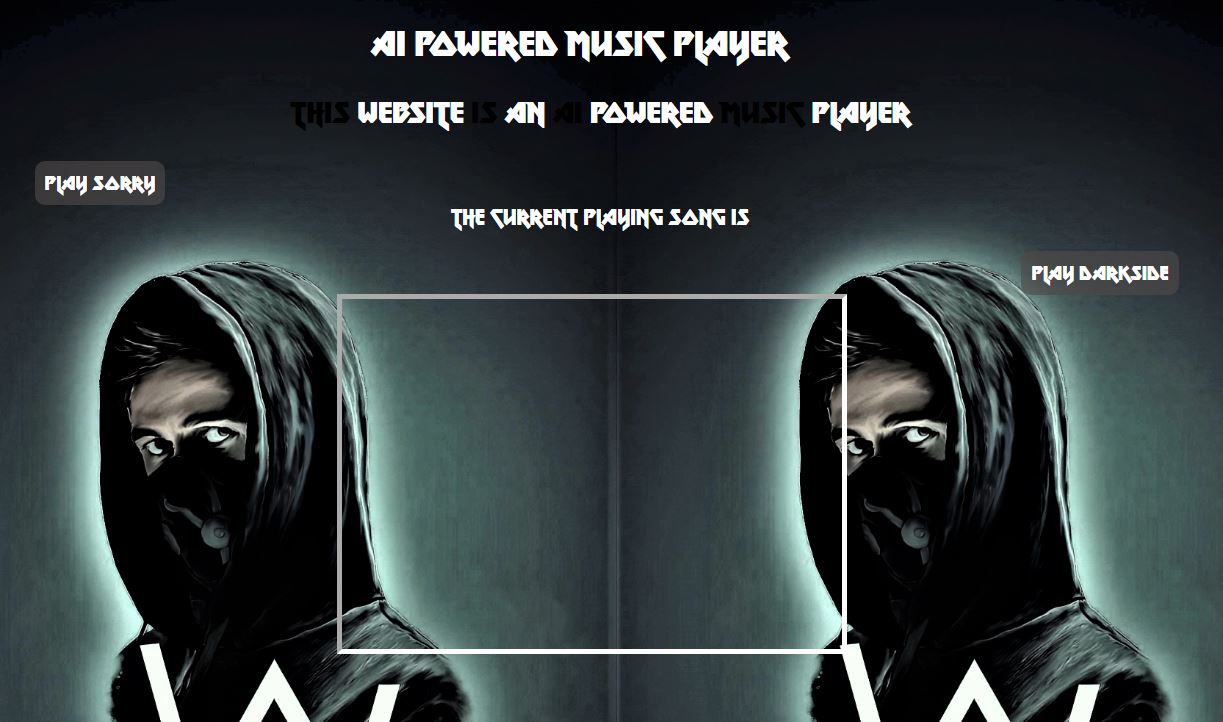 AI POWERED MUSIC PLAYER
THIS WEBSITE IS AN AI POWERED MUSIC PLAYER
PLAY SORRY
THE CURRENT PLAYING SONG IS
PLAY DARKSIDE